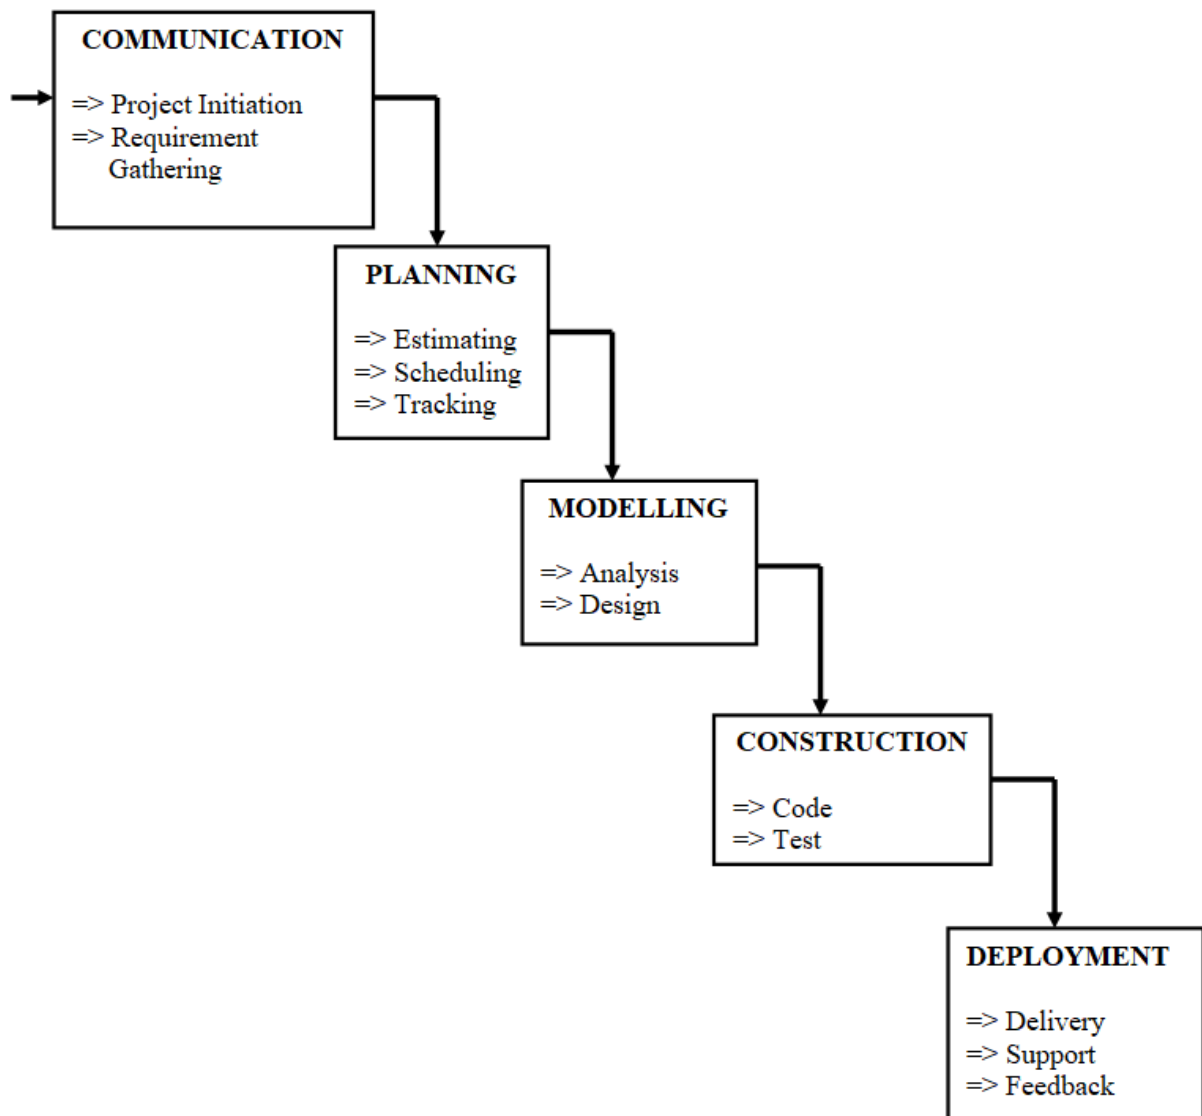 COMMUNICATION
=> Project Initiation
=> Requirement
Gathering
PLANNING
=> Estimating
=> Scheduling
=> Tracking
MODELLING
=> Analysis
=> Design
CONSTRUCTION
=> Code
=> Test
DEPLOYMENT
=> Delivery
=> Support
=> Feedback